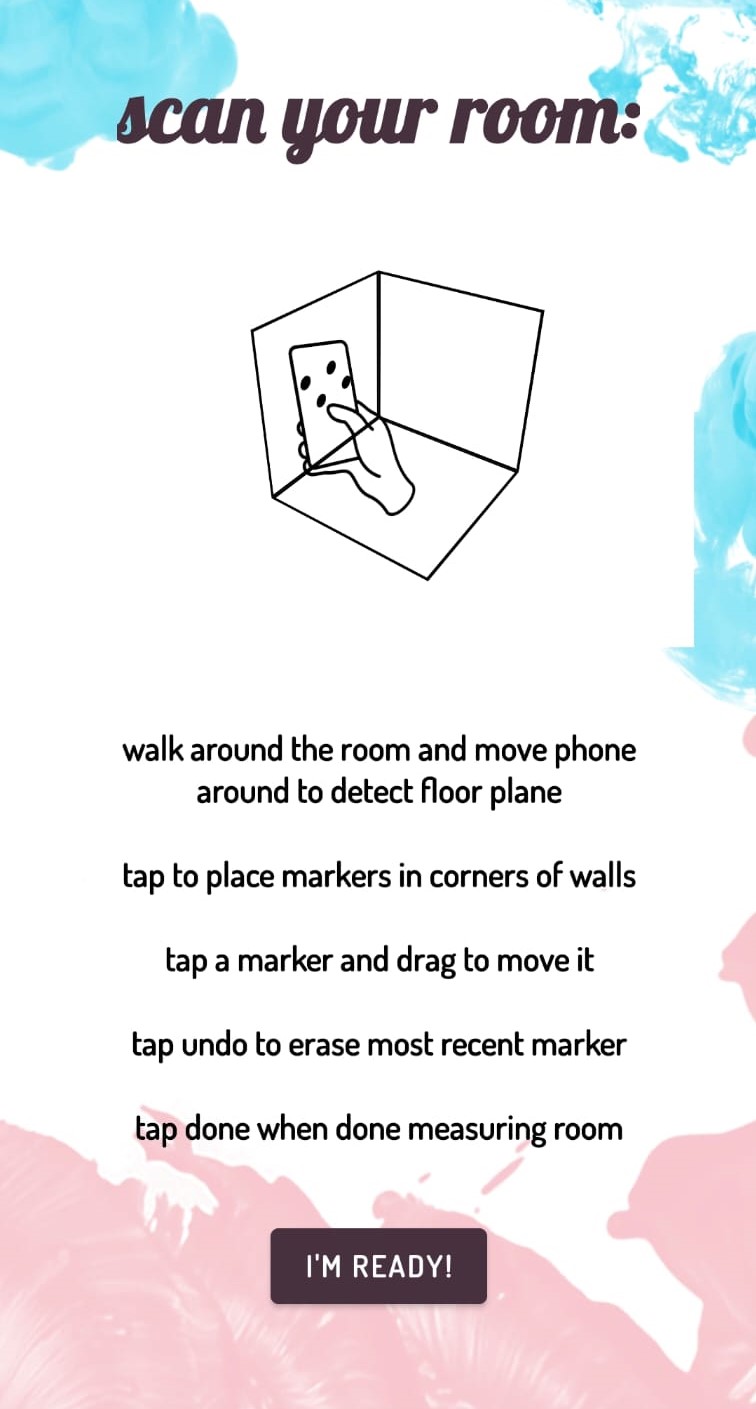 scan your room:
walk around the room and move phone
around to detect floor plane
tap to place markers in corners of walls
tap a marker and drag to move it
tap undo to erase most recent marker
tap done when done measuring room
I'M READY!